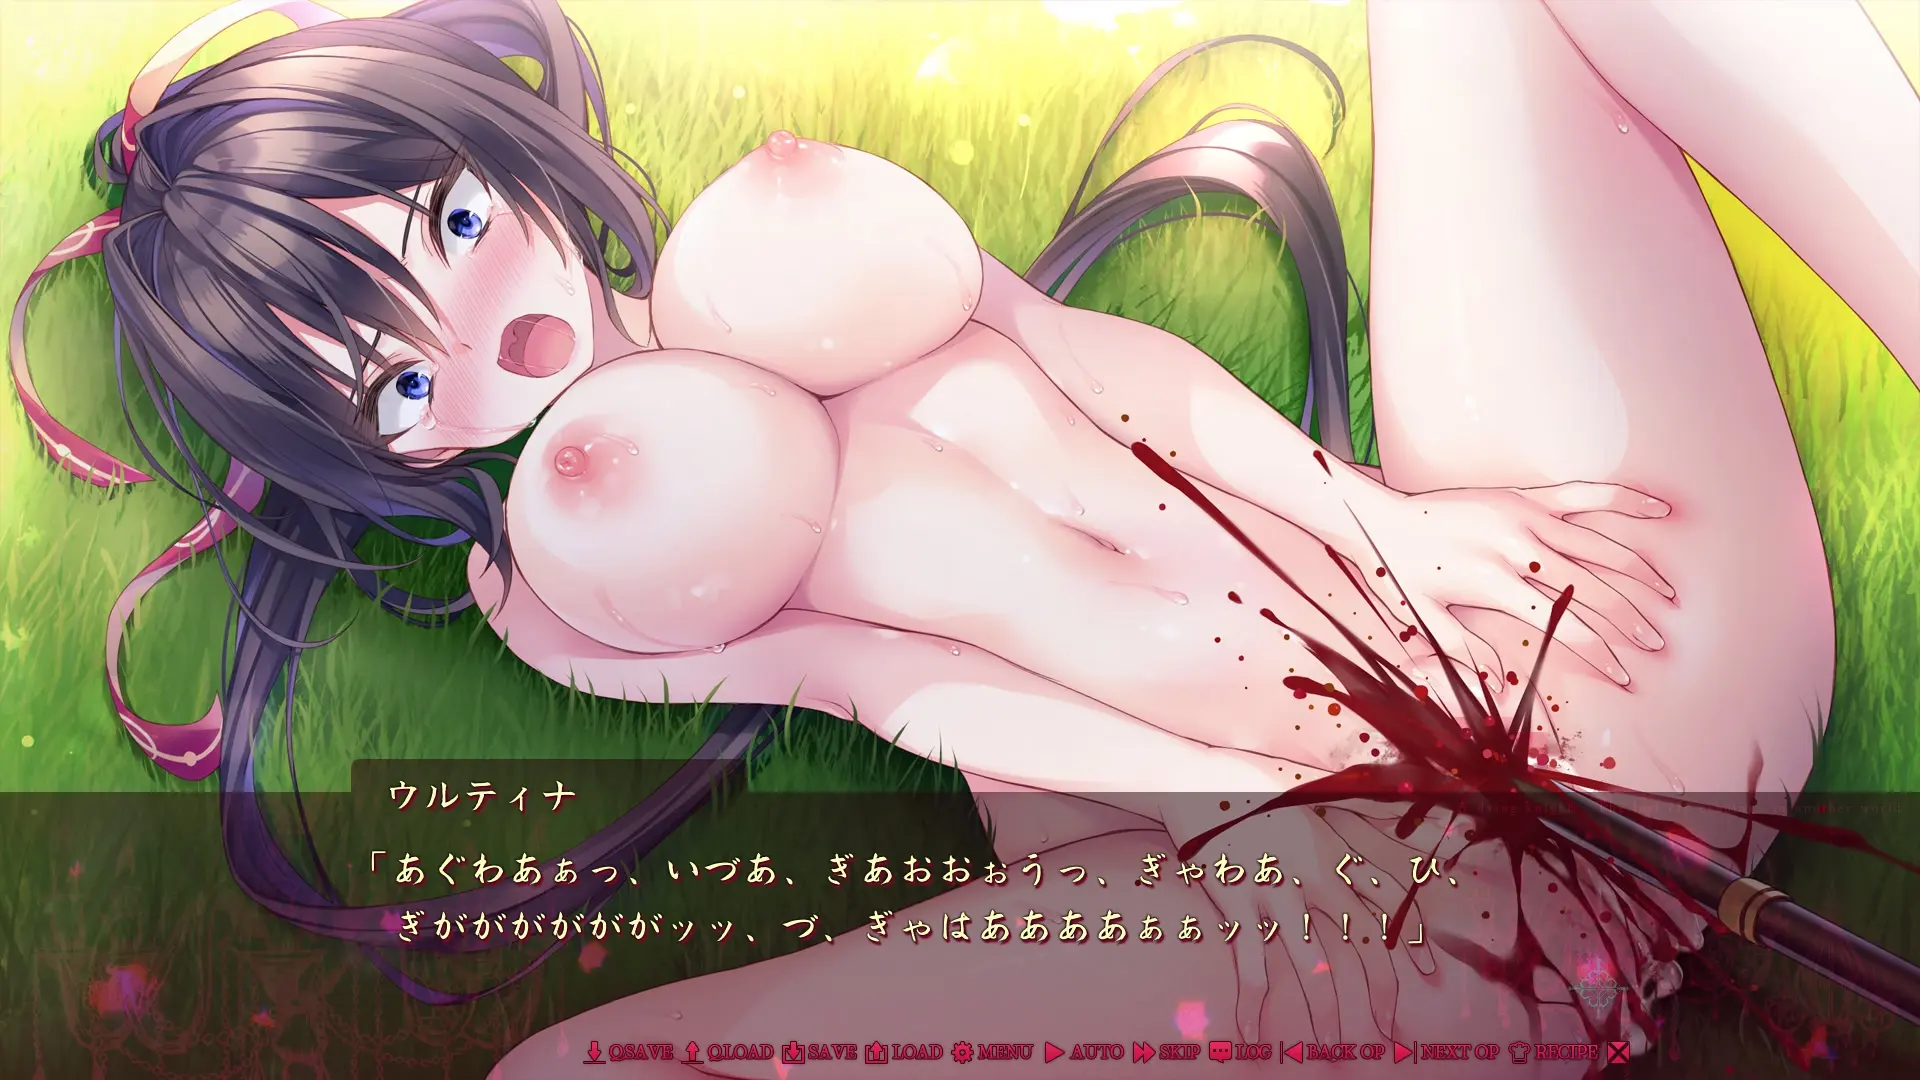 ウルティナ
「あぐわあぁっ、いづあ、ぎあおおぉうっ、ぎゃわあ、ぐ、ひ、
ぎがががががががッッ、づ、ぎゃはああああぁぁッッ！！！」
QSAVE QLOAD SAVE LOAD MENU AUTO SKIP LOG BACK OP NEXT OP RECIPE